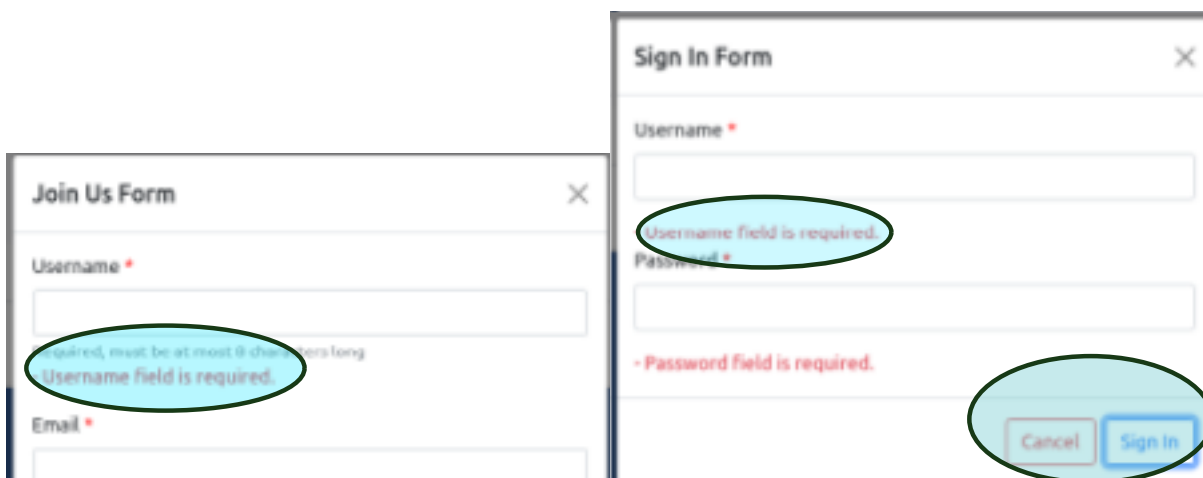 Join Us Form
Username *
Required, must be at most 8 characters long
- Username field is required.
Email *
Sign In Form
Username *
- Username field is required.
Password *
- Password field is required.
Cancel
Sign In